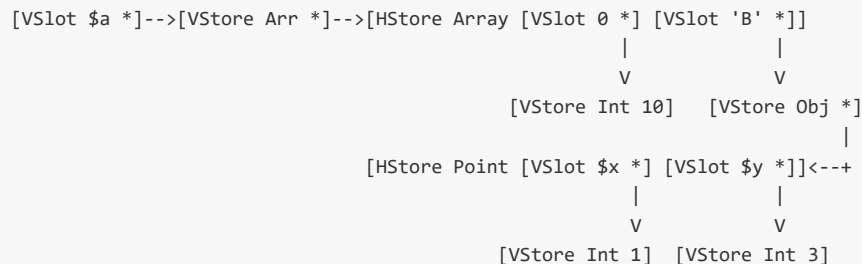 [VSlot $a *]-->[VStore Arr *]-->[HStore Array [VSlot 0 *] [VSlot 'B' *]]
                                                       |             |
                                                       V             V
                                             [VStore Int 10]   [VStore Obj *]
                                                                           |
                                [HStore Point [VSlot $x *] [VSlot $y *]]<--+
                                                        |            |
                                                        V            V
                                            [VStore Int 1]  [VStore Int 3]